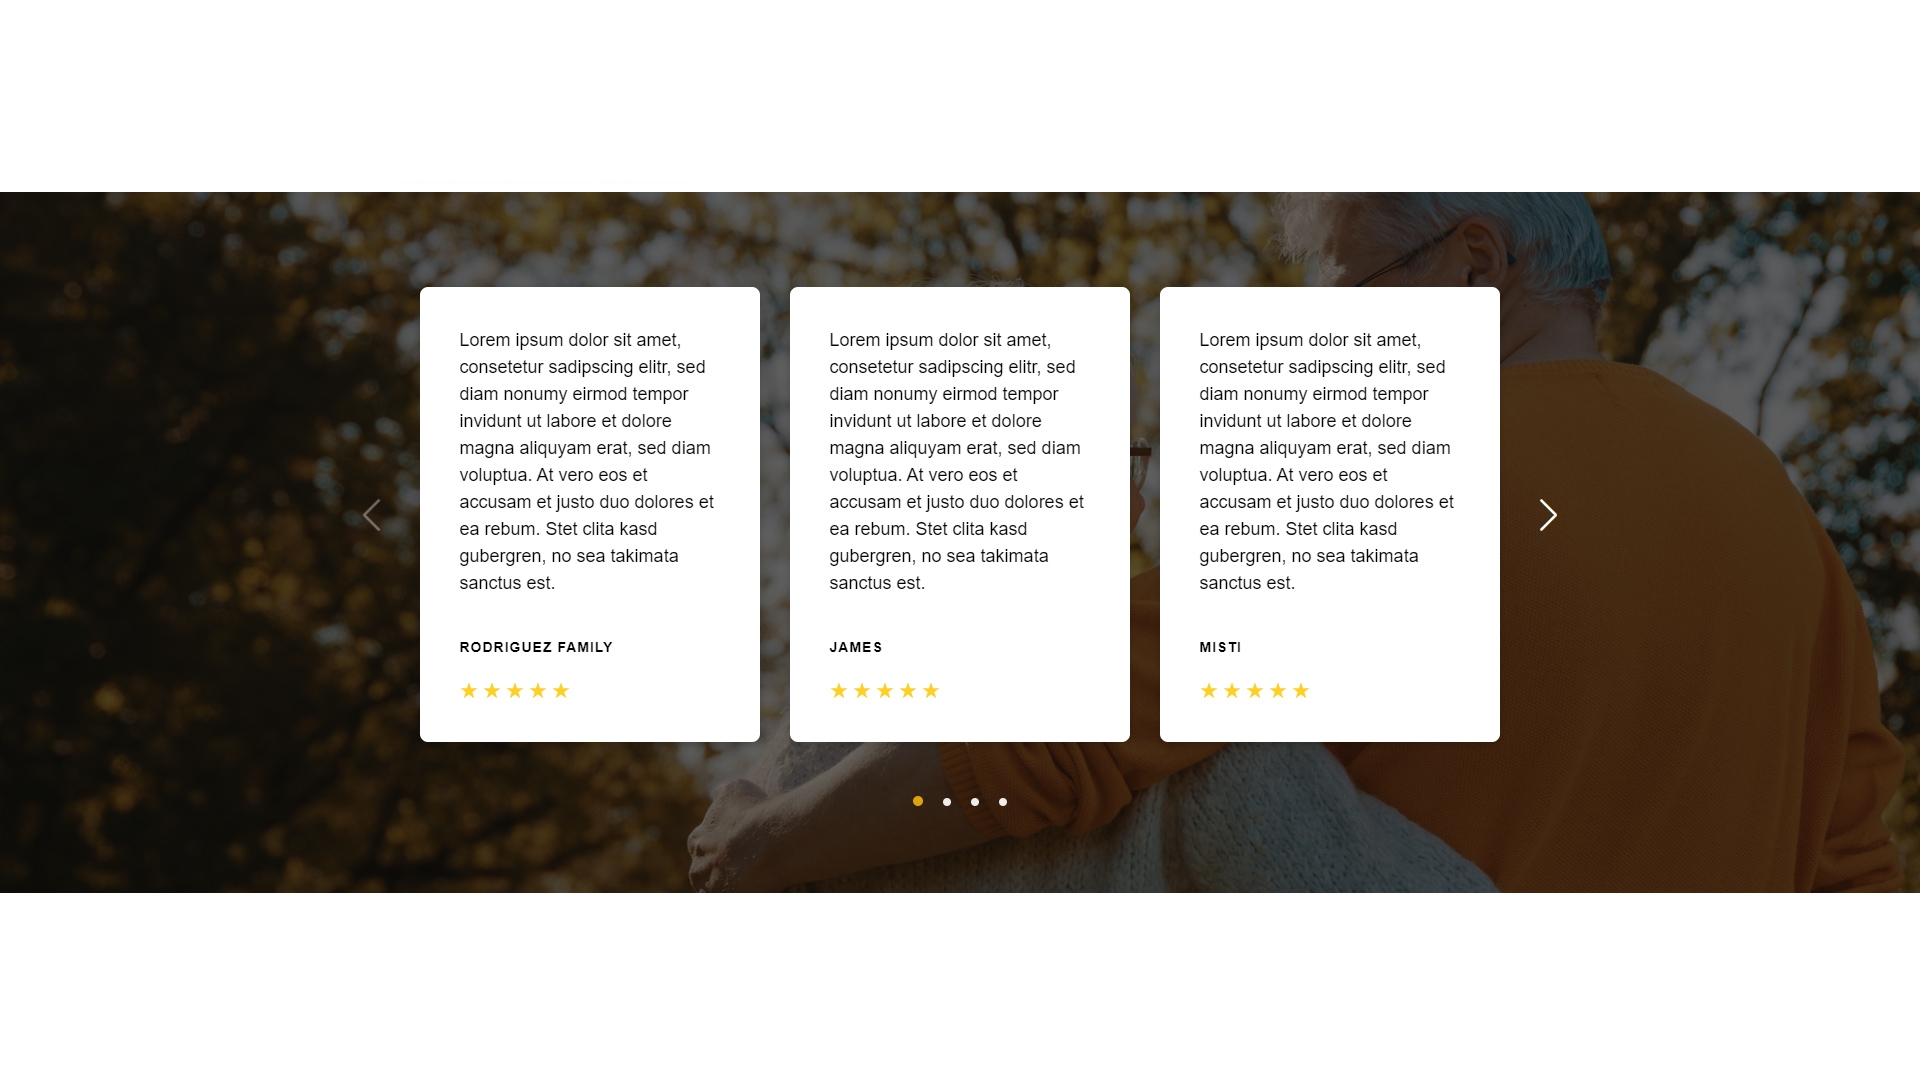 Lorem ipsum dolor sit amet,
consetetur sadipscing elitr, sed
diam nonumy eirmod tempor
invidunt ut labore et dolore
magna aliquyam erat, sed diam
voluptua. At vero eos et
accusam et justo duo dolores et
ea rebum. Stet clita kasd
gubergren, no sea takimata
sanctus est.
RODRIGUEZ FAMILY
Lorem ipsum dolor sit amet,
consetetur sadipscing elitr, sed
diam nonumy eirmod tempor
invidunt ut labore et dolore
magna aliquyam erat, sed diam
voluptua. At vero eos et
accusam et justo duo dolores et
ea rebum. Stet clita kasd
gubergren, no sea takimata
sanctus est.
JAMES
Lorem ipsum dolor sit amet,
consetetur sadipscing elitr, sed
diam nonumy eirmod tempor
invidunt ut labore et dolore
magna aliquyam erat, sed diam
voluptua. At vero eos et
accusam et justo duo dolores et
ea rebum. Stet clita kasd
gubergren, no sea takimata
sanctus est.
MISTI